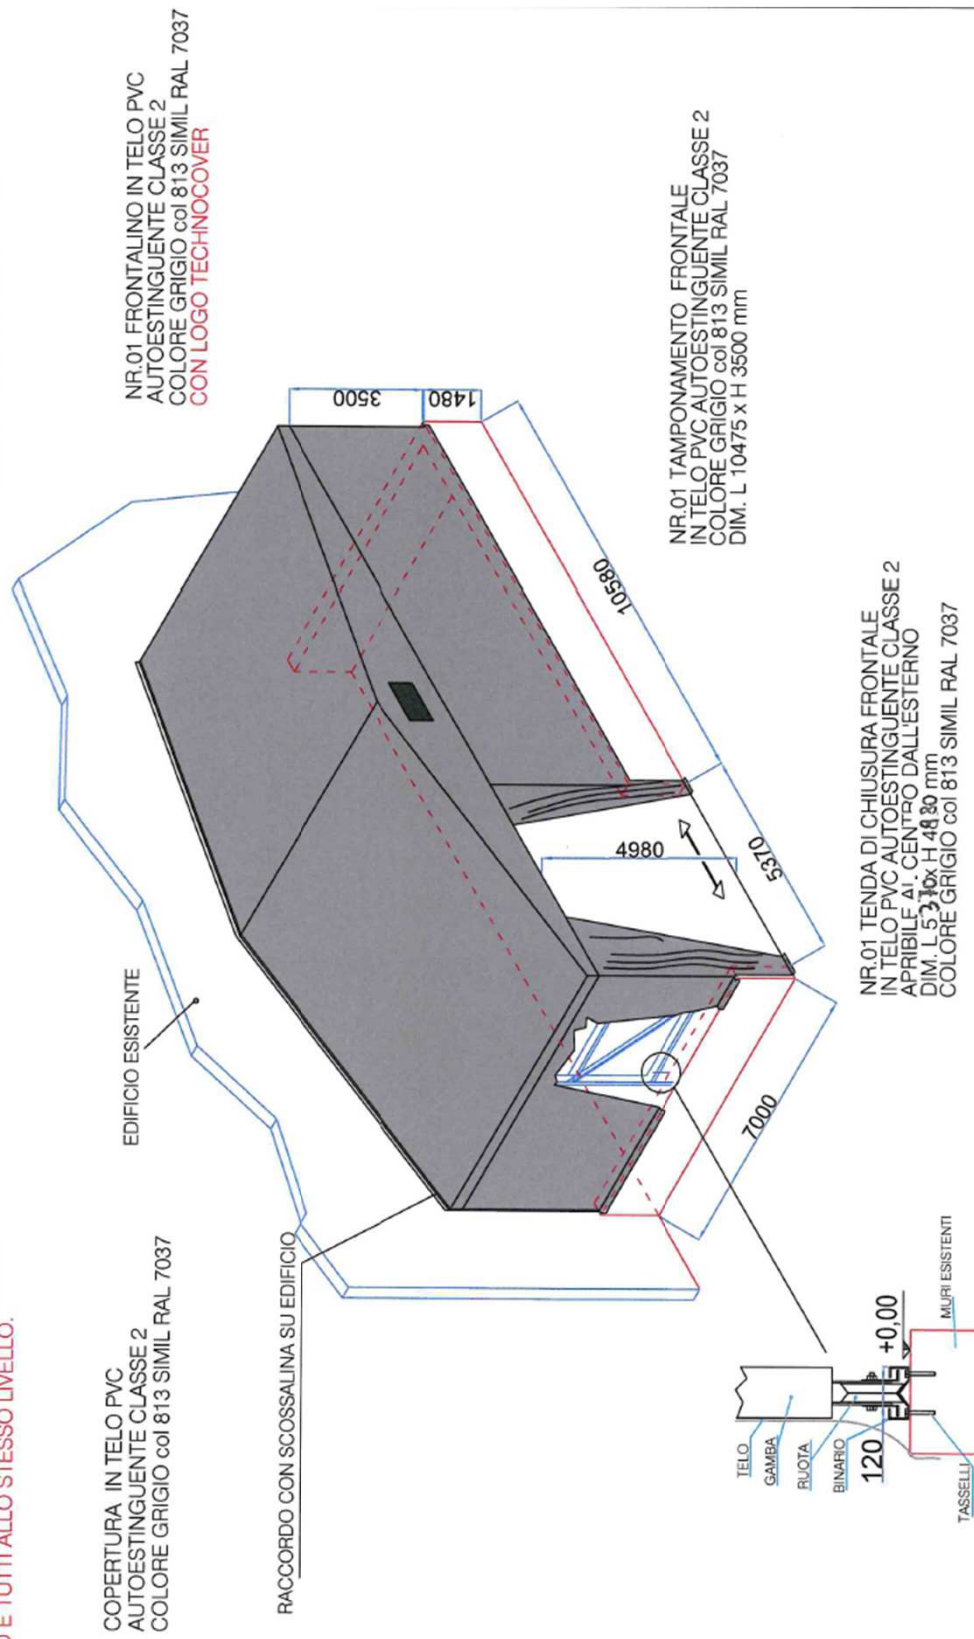 E TUTTI ALLO STESSO LIVELLO.
COPERTURA IN TELO PVC
AUTOESTINGUENTE CLASSE 2
COLORE GRIGIO col 813 SIMIL RAL 7037
EDIFICIO ESISTENTE
NR.01 FRONTALINO IN TELO PVC
AUTOESTINGUENTE CLASSE 2
COLORE GRIGIO col 813 SIMIL RAL 7037
CON LOGO TECHNOCOVER
RACCORDO CON SCOSSALINA SU EDIFICIO
3500
1480
10580
4980
5370
7000
NR.01 TAMPONAMENTO FRONTALE
IN TELO PVC AUTOESTINGUENTE CLASSE 2
COLORE GRIGIO col 813 SIMIL RAL 7037
DIM. L 10475 x H 3500 mm
NR.01 TENDA DI CHIUSURA FRONTALE
IN TELO PVC AUTOESTINGUENTE CLASSE 2
APRIBILE AL CENTRO DALL'ESTERNO
DIM. L x H mm
COLORE GRIGIO col 813 SIMIL RAL 7037
TELO
GAMBA
RUOTA
BINARIO
120
+0,00
TASSELLI
MURI ESISTENTI